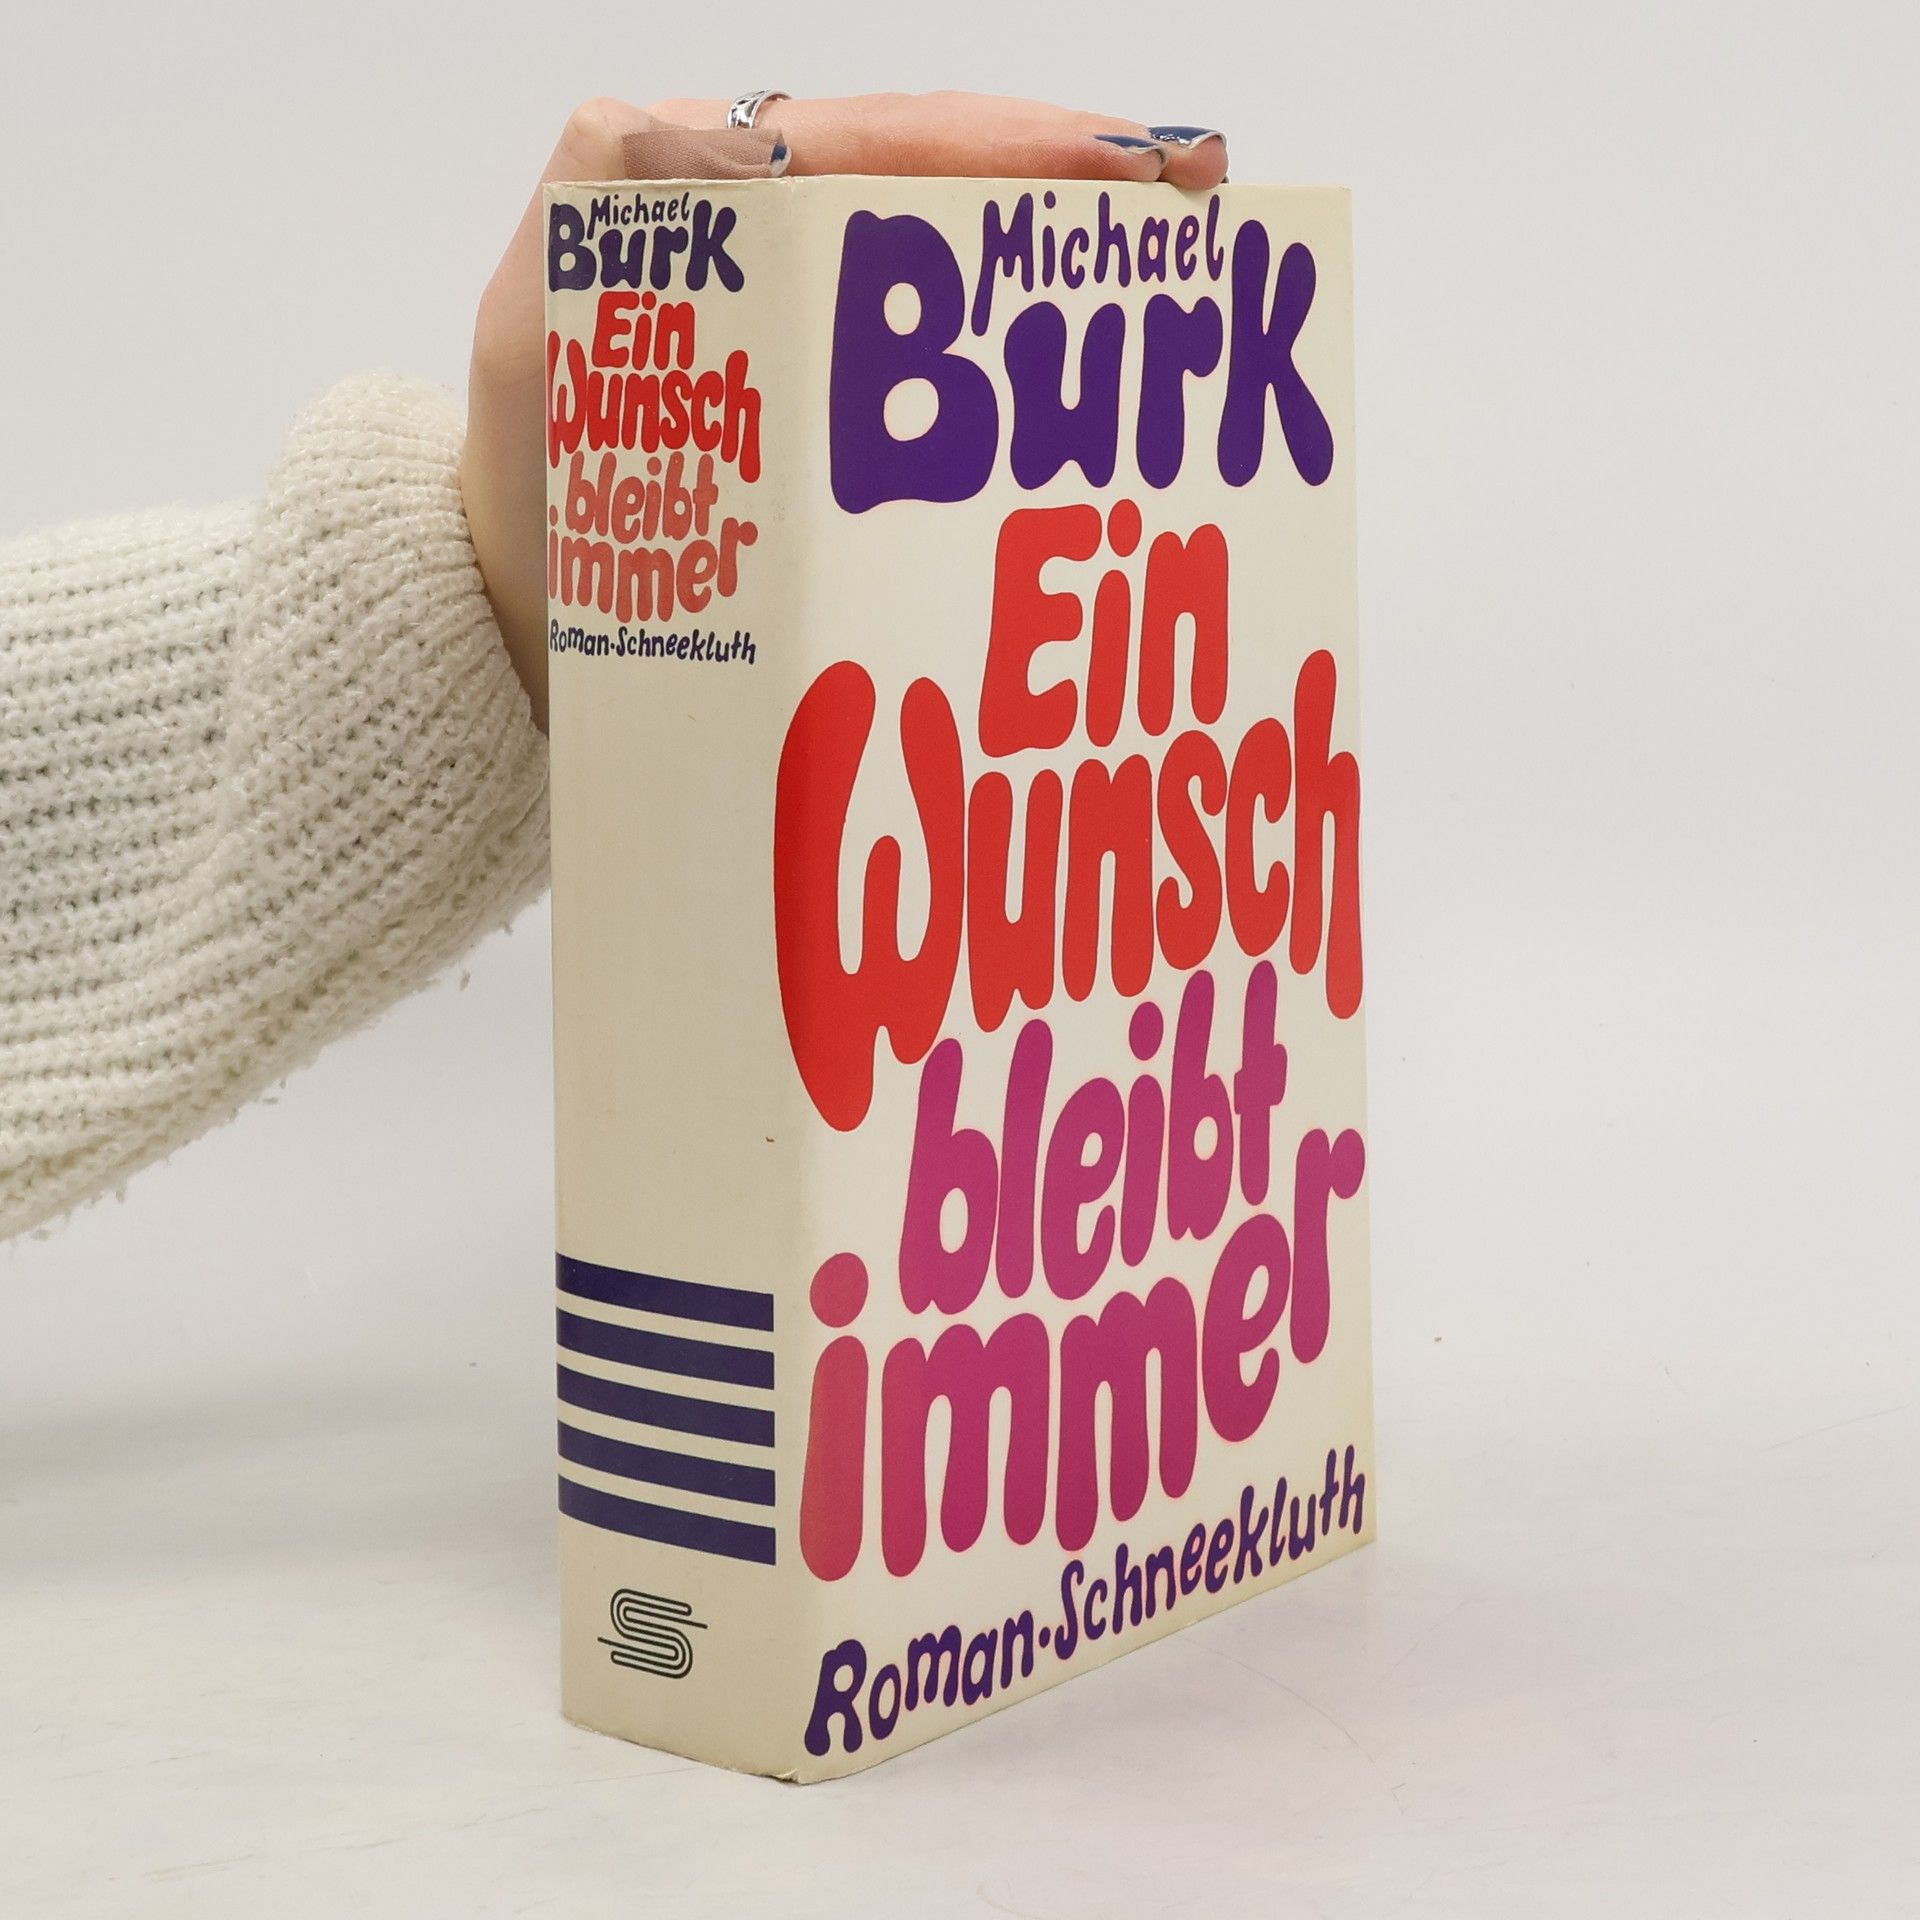 Michael
Burk
Ein
Wunsch
bleibt
immer
Roman-Schneekluth
Michael
Burk
Ein
Wunsch
bleibt
immer
Roman-Schneekluth